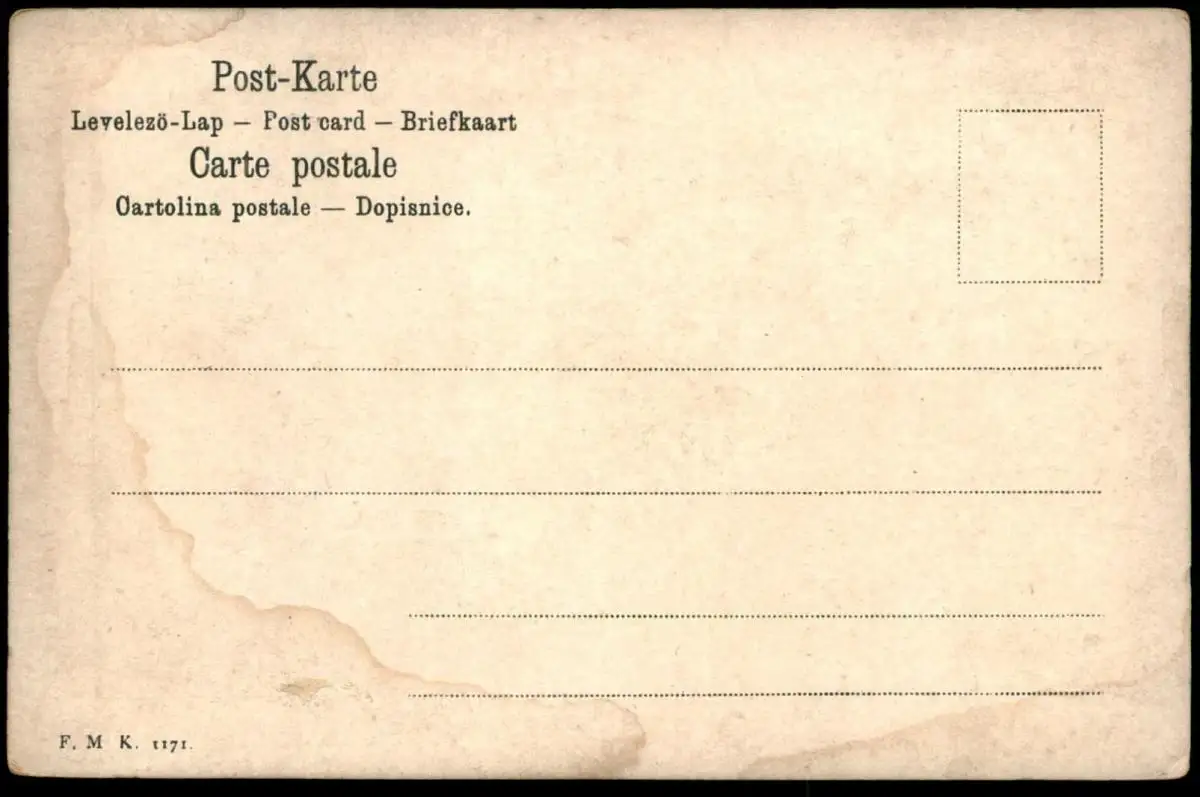 Post-Karte
Levelezö-Lap — Post card — Briefkaart
Carte postale
Cartolina postale — Dopisnice.
F. M K. 1171.